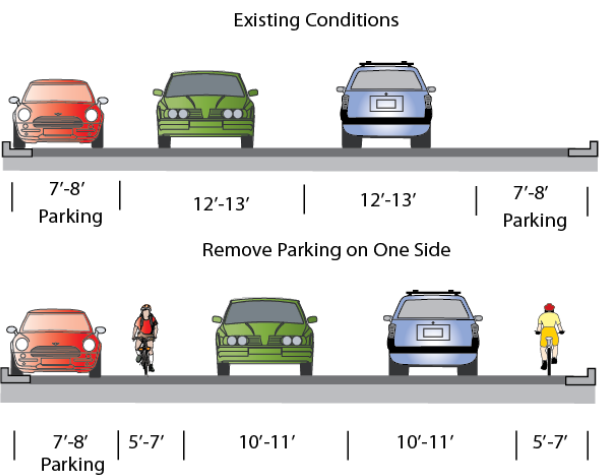 Existing Conditions
7’-8’
Parking
12’-13’
12’-13’
7’-8’
Parking
Remove Parking on One Side
7’-8’
Parking
5’-7’
10’-11’
10’-11’
5’-7’